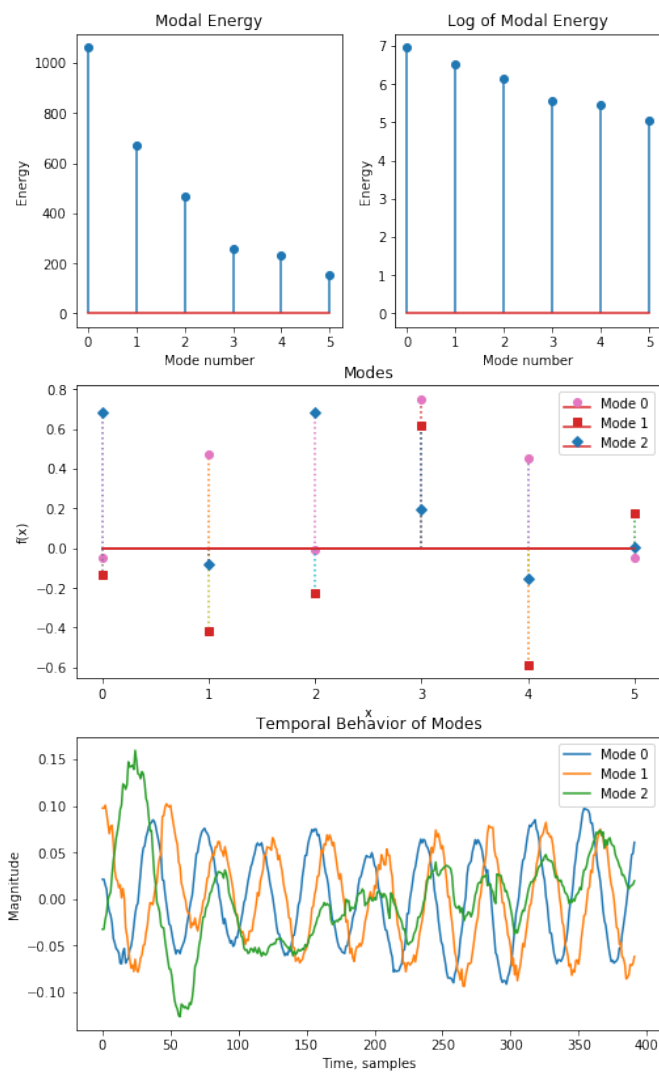 Modal Energy
1000
800
600
400
200
0
Energy
0 1 2 3 4 5
Mode number
Log of Modal Energy
7
6
5
4
3
2
1
0
Energy
0 1 2 3 4 5
Mode number
Modes
0.8
0.6
0.4
0.2
0.0
−0.2
−0.4
−0.6
f(x)
Mode 0
Mode 1
Mode 2
0 1 2 3 4 5
x
Temporal Behavior of Modes
0.15
0.10
0.05
0.00
−0.05
−0.10
Magnitude
Mode 0
Mode 1
Mode 2
0 50 100 150 200 250 300 350 400
Time, samples